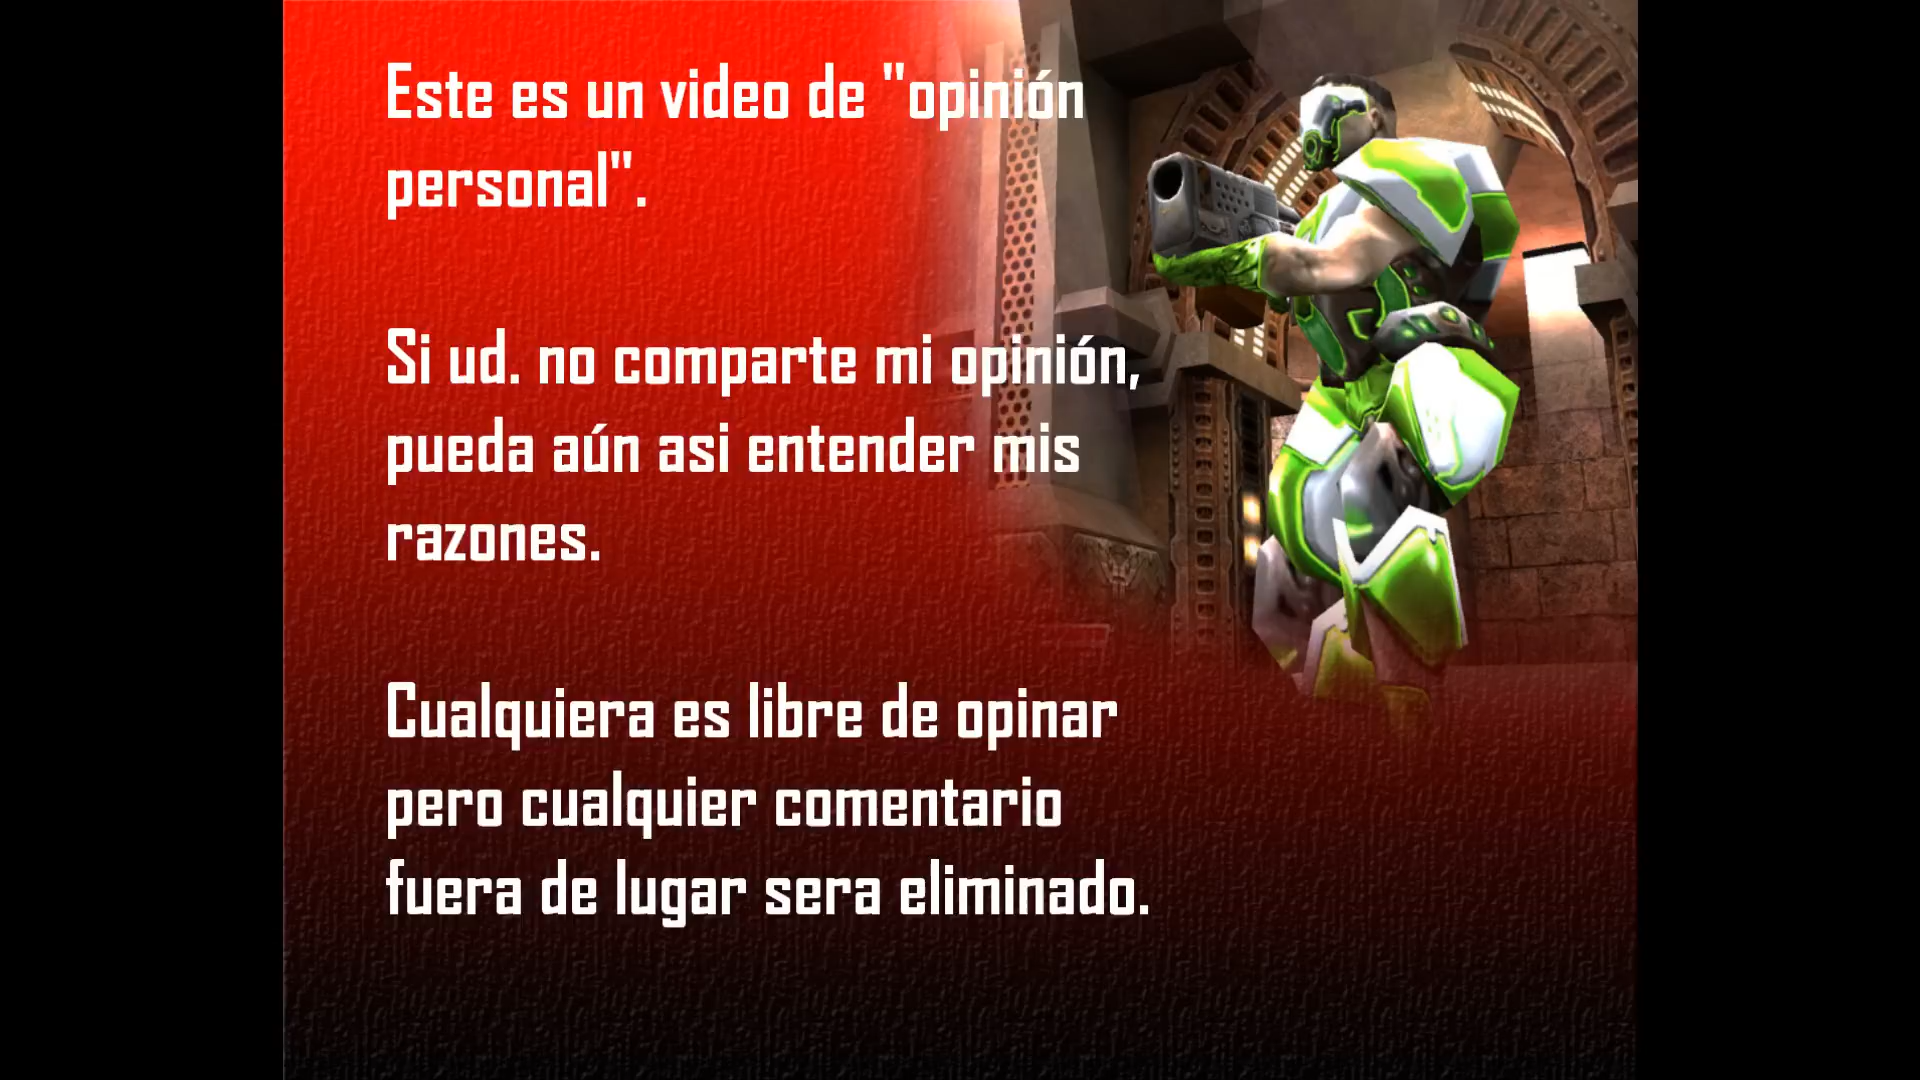 Este es un video de "opinión
personal".
Si ud. no comparte mi opinión,
pueda aún asi entender mis
razones.
Cualquiera es libre de opinar
pero cualquier comentario
fuera de lugar sera eliminado.